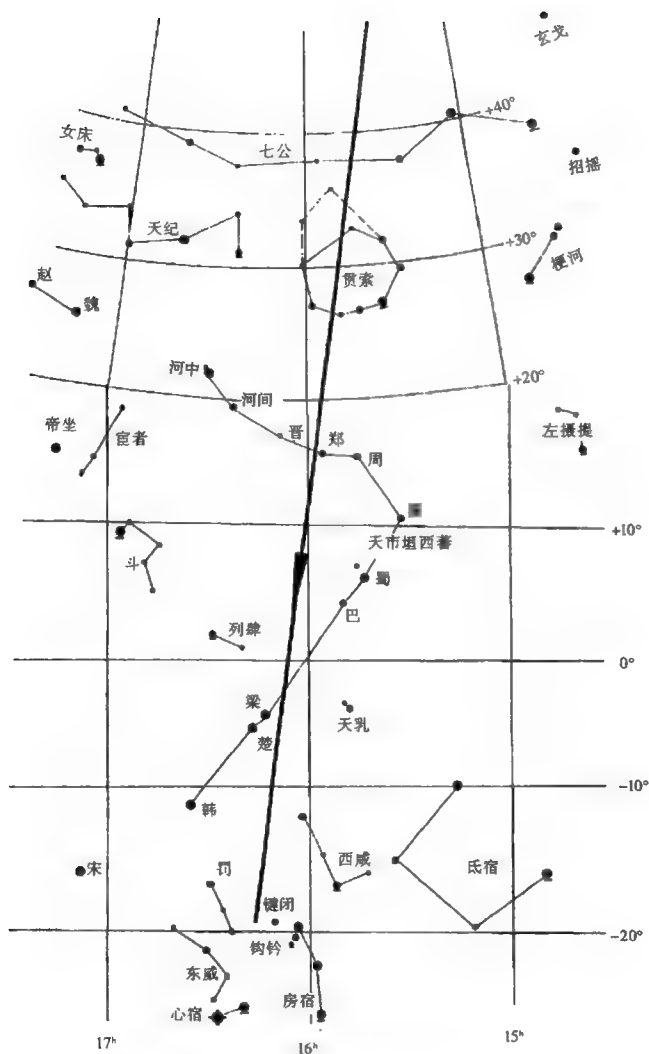 玄戈
+40°
女床
七公
招摇
天纪
+30°
梗河
赵
贯索
魏
+20°
河中
河间
帝坐
宦者
晋
郑
周
左摄提
+10°
天市垣西蕃
斗
蜀
巴
列肆
0°
梁
天乳
楚
-10°
韩
宋
罚
西咸
氐宿
键闭
-20°
钩钤
东咸
房宿
心宿
17ʰ
16ʰ
15ʰ